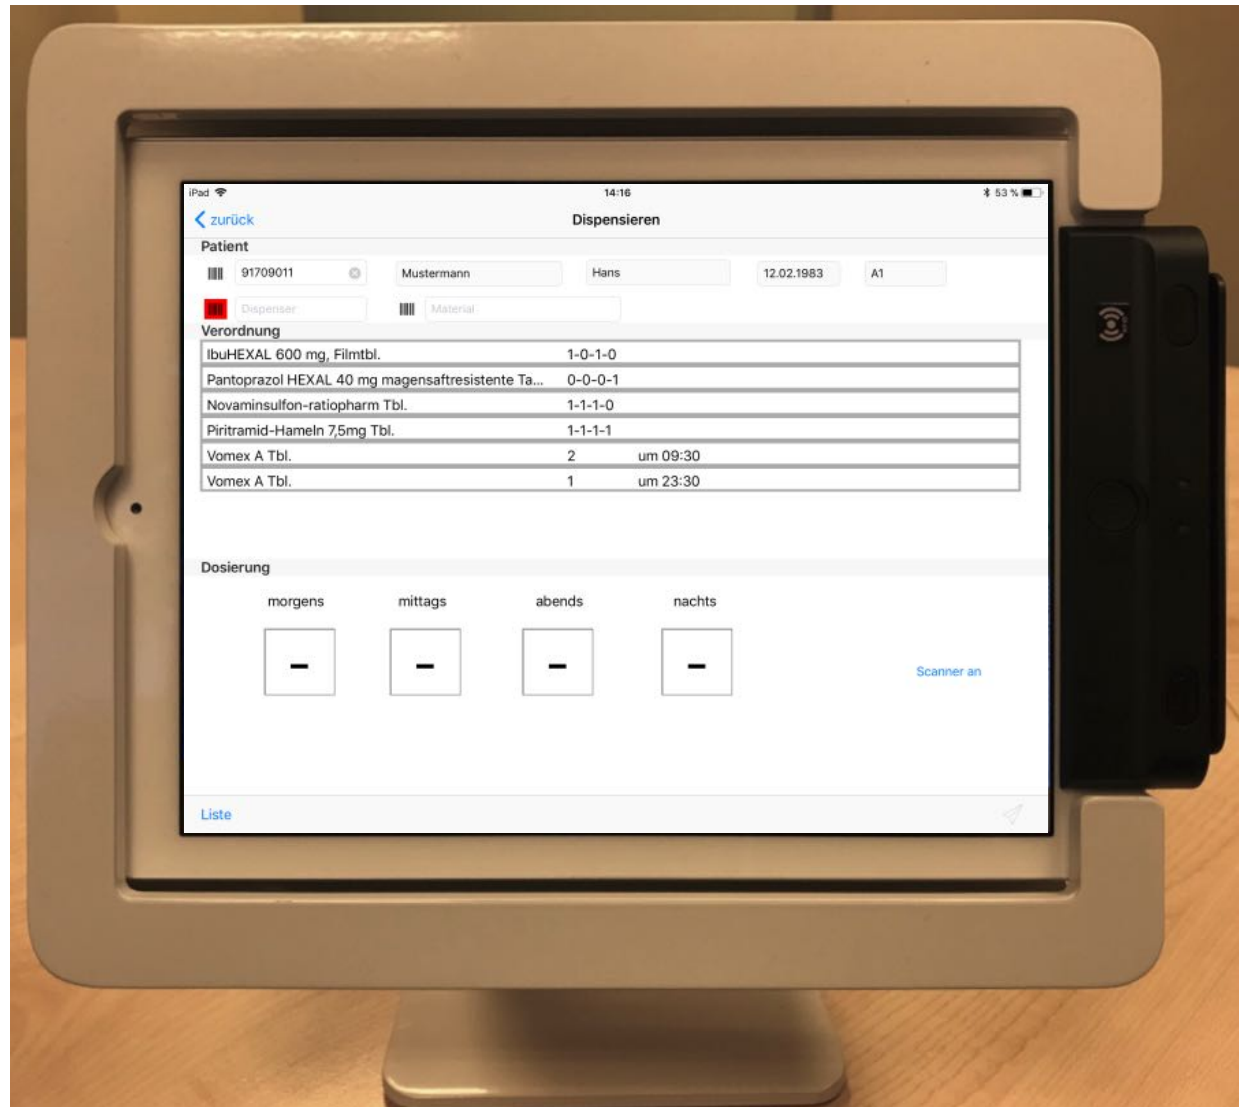 iPad 14:16 53 %
zurück Dispensieren
Patient
91709011 Mustermann Hans 12.02.1983 A1
Dispenser Material
Verordnung
IbuHEXAL 600 mg, Filmtbl. 1-0-1-0
Pantoprazol HEXAL 40 mg magensaftresistente Ta... 0-0-0-1
Novaminsulfon-ratiopharm Tbl. 1-1-1-0
Piritramid-Hameln 7,5mg Tbl. 1-1-1-1
Vomex A Tbl. 2 um 09:30
Vomex A Tbl. 1 um 23:30
Dosierung
morgens mittags abends nachts
– – – –
Scanner an
Liste